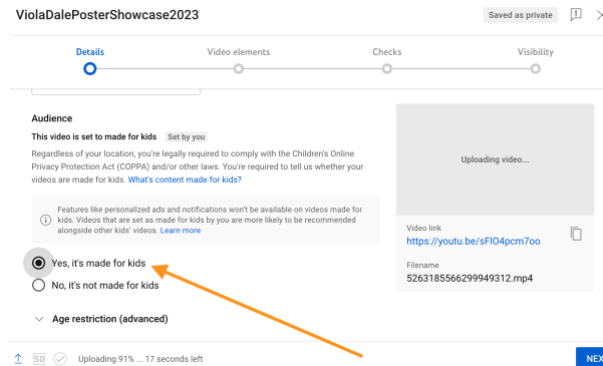 ViolaDalePosterShowcase2023
Saved as private
Details
Video elements
Checks
Visibility
Audience
This video is set to made for kids Set by you
Regardless of your location, you're legally required to comply with the Children's Online
Privacy Protection Act (COPPA) and/or other laws. You're required to tell us whether your
videos are made for kids. What's content made for kids?
Features like personalized ads and notifications won't be available on videos made for
kids. Videos that are set as made for kids by you are more likely to be recommended
alongside other kids' videos. Learn more
Yes, it's made for kids
No, it's not made for kids
Age restriction (advanced)
Uploading video...
Video link
https://youtu.be/sFlO4pcm7oo
Filename
5263185566299949312.mp4
SD
Uploading 91% ... 17 seconds left
NEX